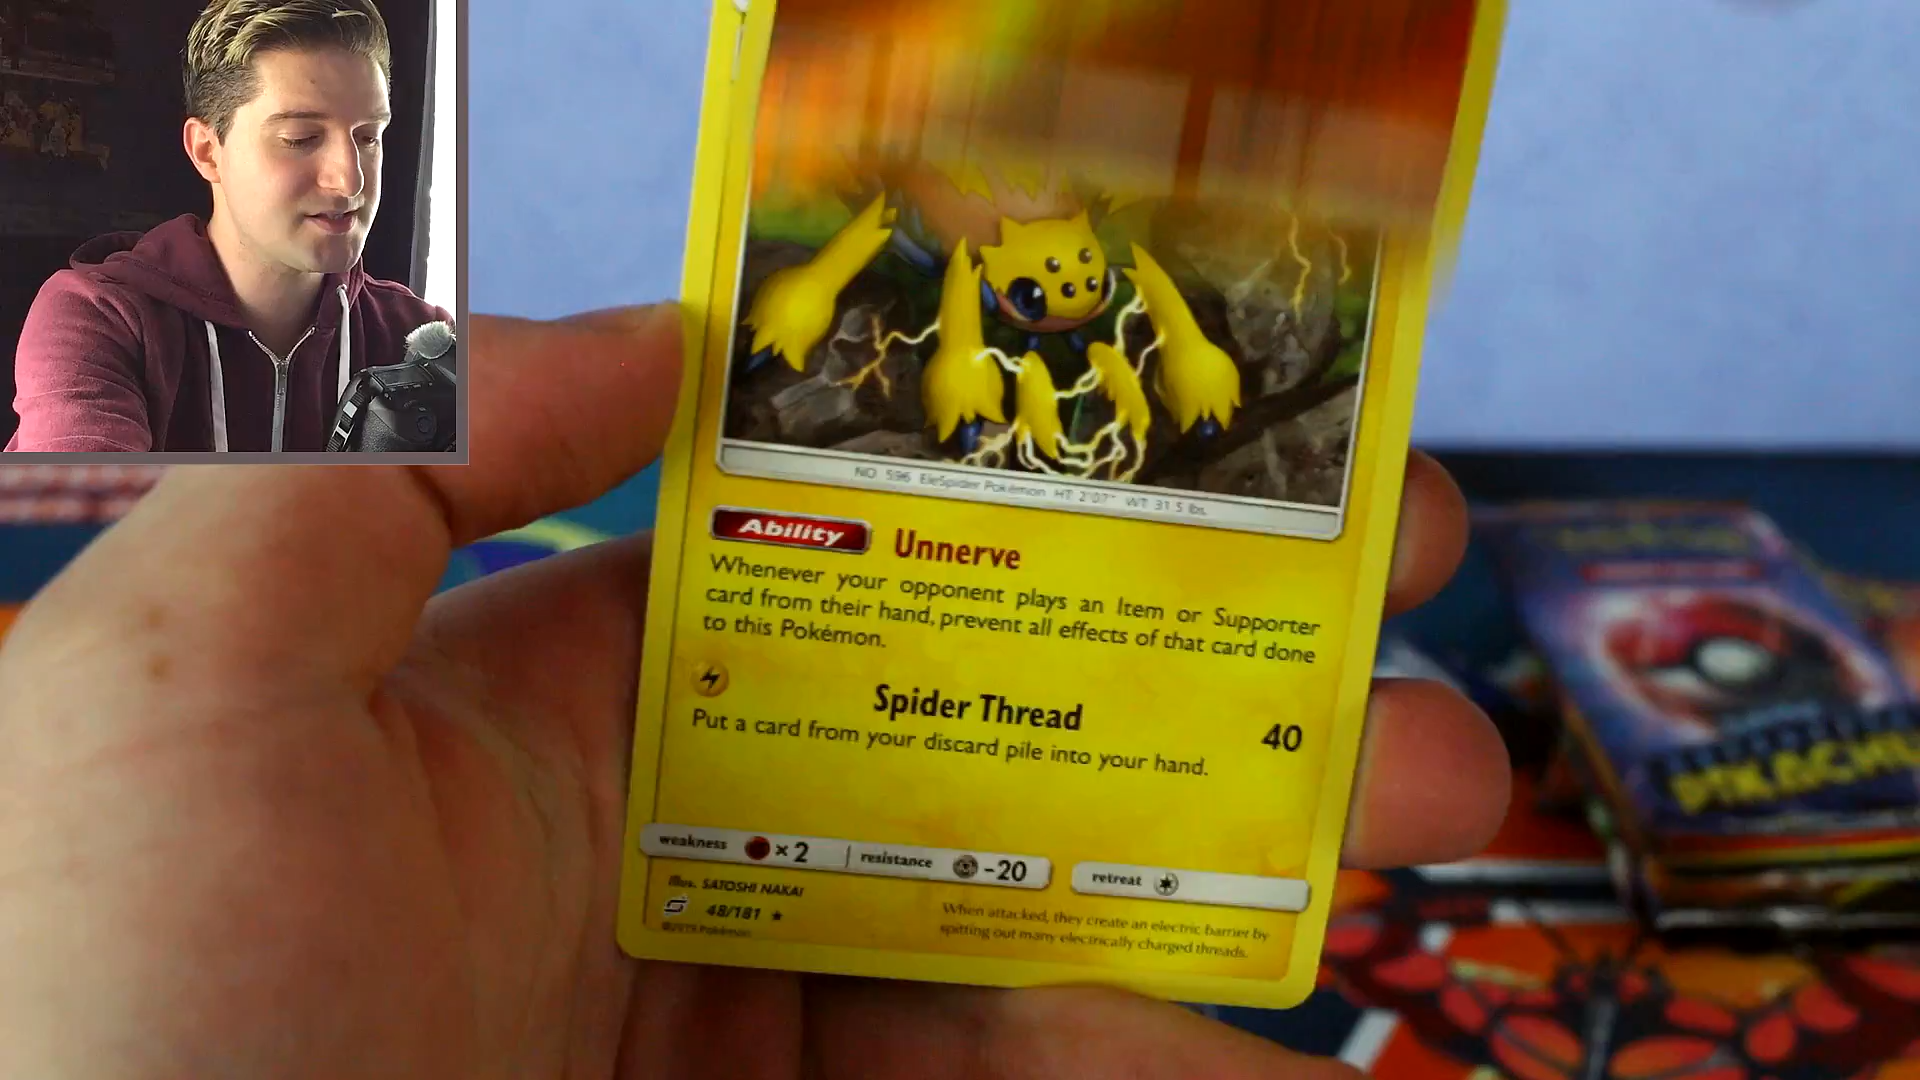 NO. 596 EleSpider Pokémon HT: 2'07" WT: 31.5 lbs.
Ability Unnerve
Whenever your opponent plays an Item or Supporter
card from their hand, prevent all effects of that card done
to this Pokémon.
Spider Thread 40
Put a card from your discard pile into your hand.
weakness ×2 resistance -20 retreat
Illus. SATOSHI NAKAI
48/181 ★
©2019 Pokémon
When attacked, they create an electric barrier by
spitting out many electrically charged threads.
PIKACHU